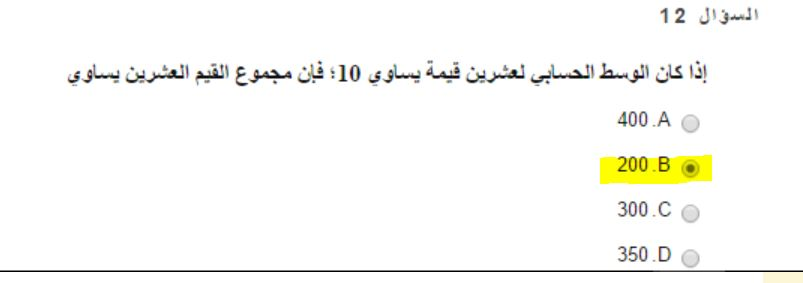 السؤال 12
إذا كان الوسط الحسابي لعشرين قيمة يساوي 10؛ فإن مجموع القيم العشرين يساوي
400 .A
200 .B
300 .C
350 .D